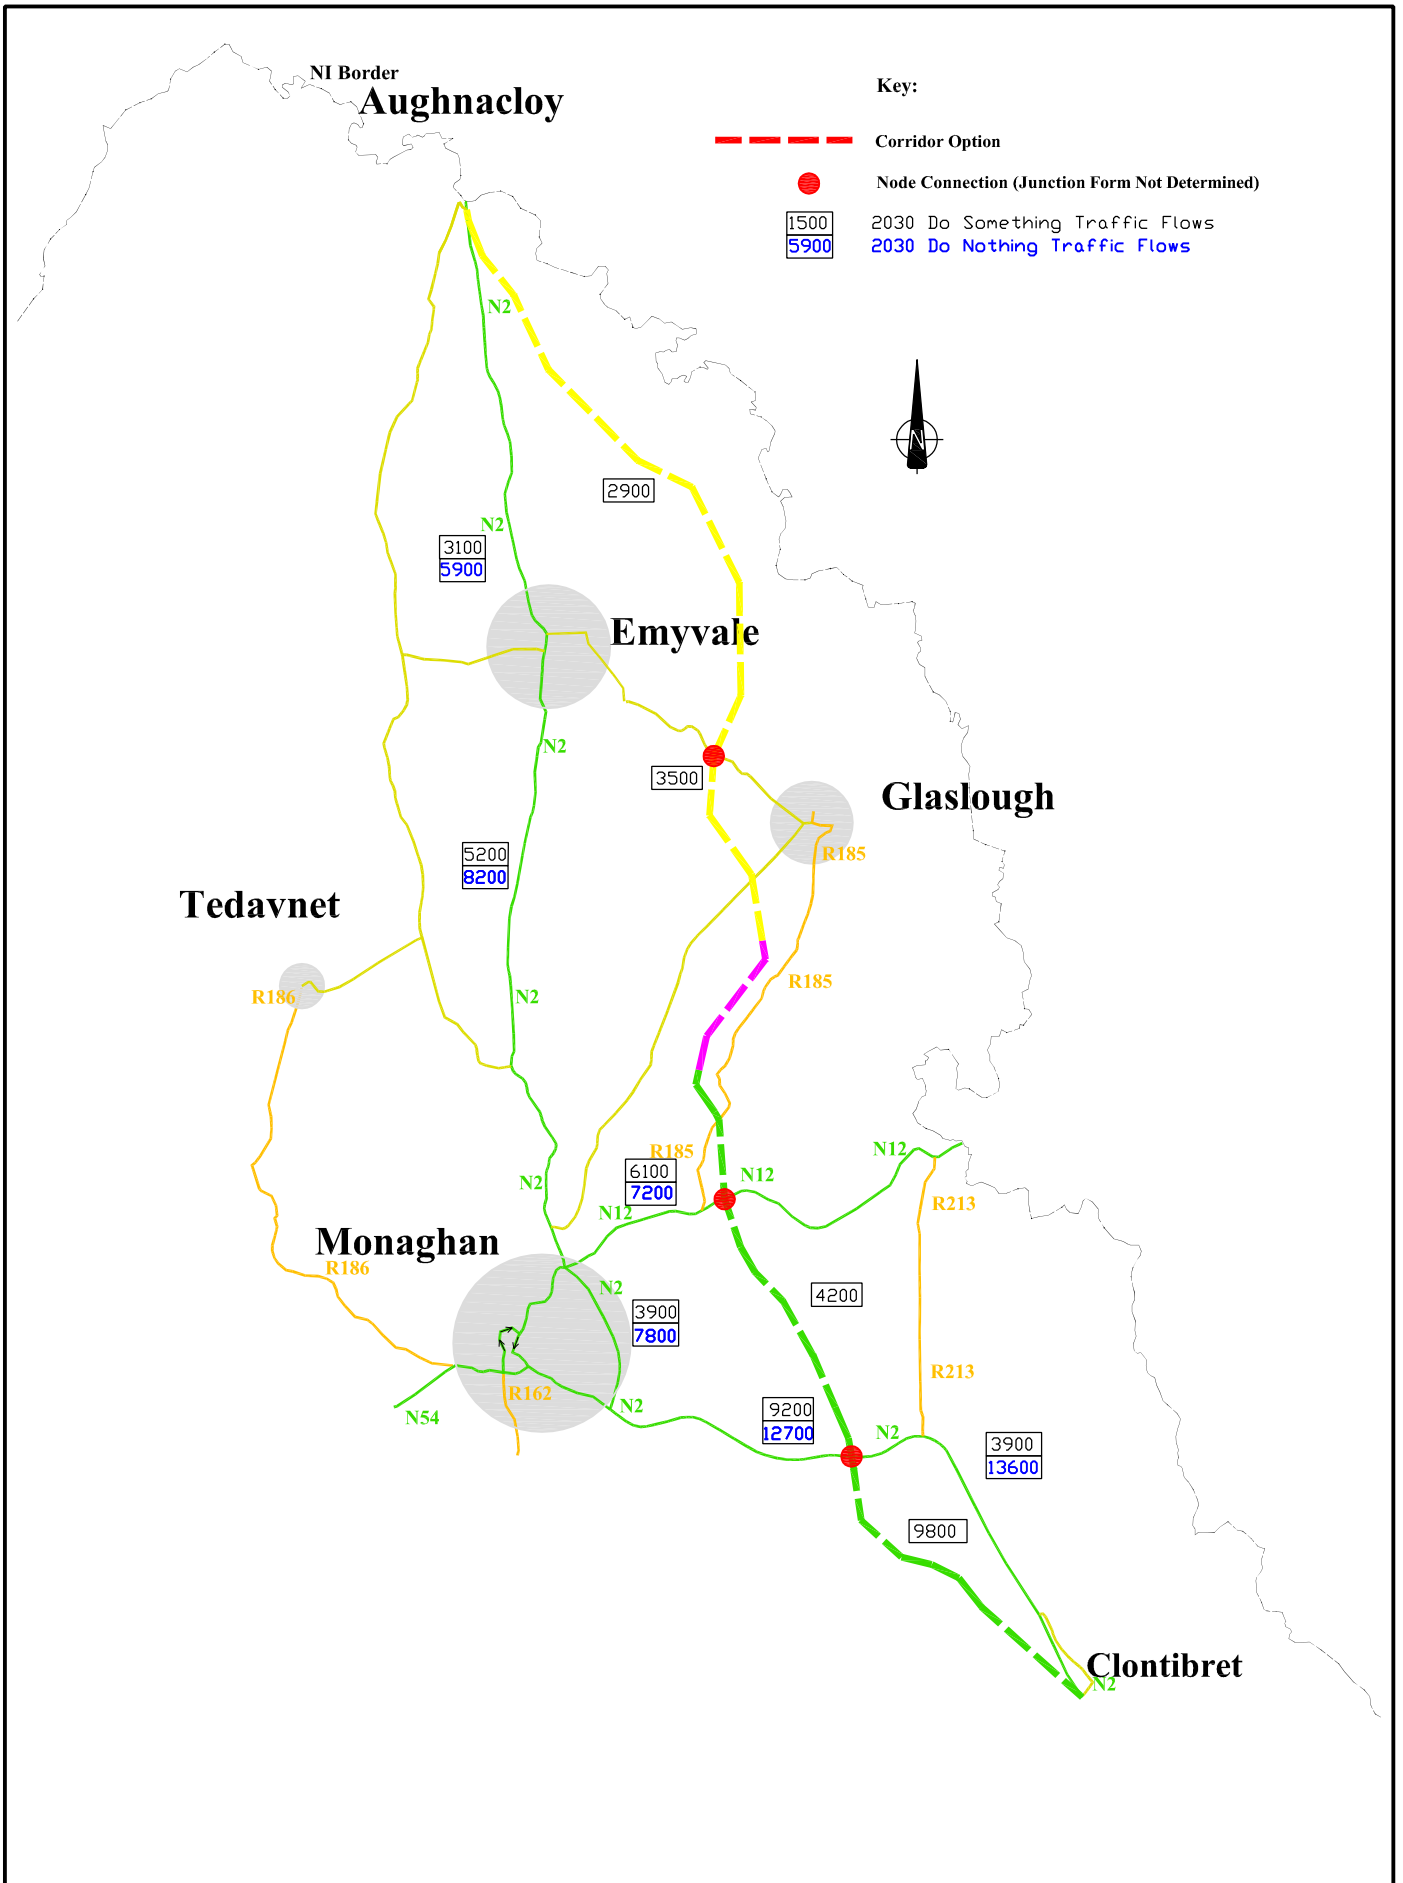 NI Border
Aughnacloy
Key:
Corridor Option
Node Connection (Junction Form Not Determined)
1500
2030 Do Something Traffic Flows
5900
2030 Do Nothing Traffic Flows
N2
N
2900
N2
3100
5900
Emyvale
N2
3500
Glaslough
5200
8200
R185
Tedavnet
R185
R186
N2
R185
N12
6100
7200
N12
N2
R213
N12
Monaghan
R186
N2
4200
3900
7800
R213
R162
N2
N54
9200
12700
N2
3900
13600
9800
Clontibret
N2